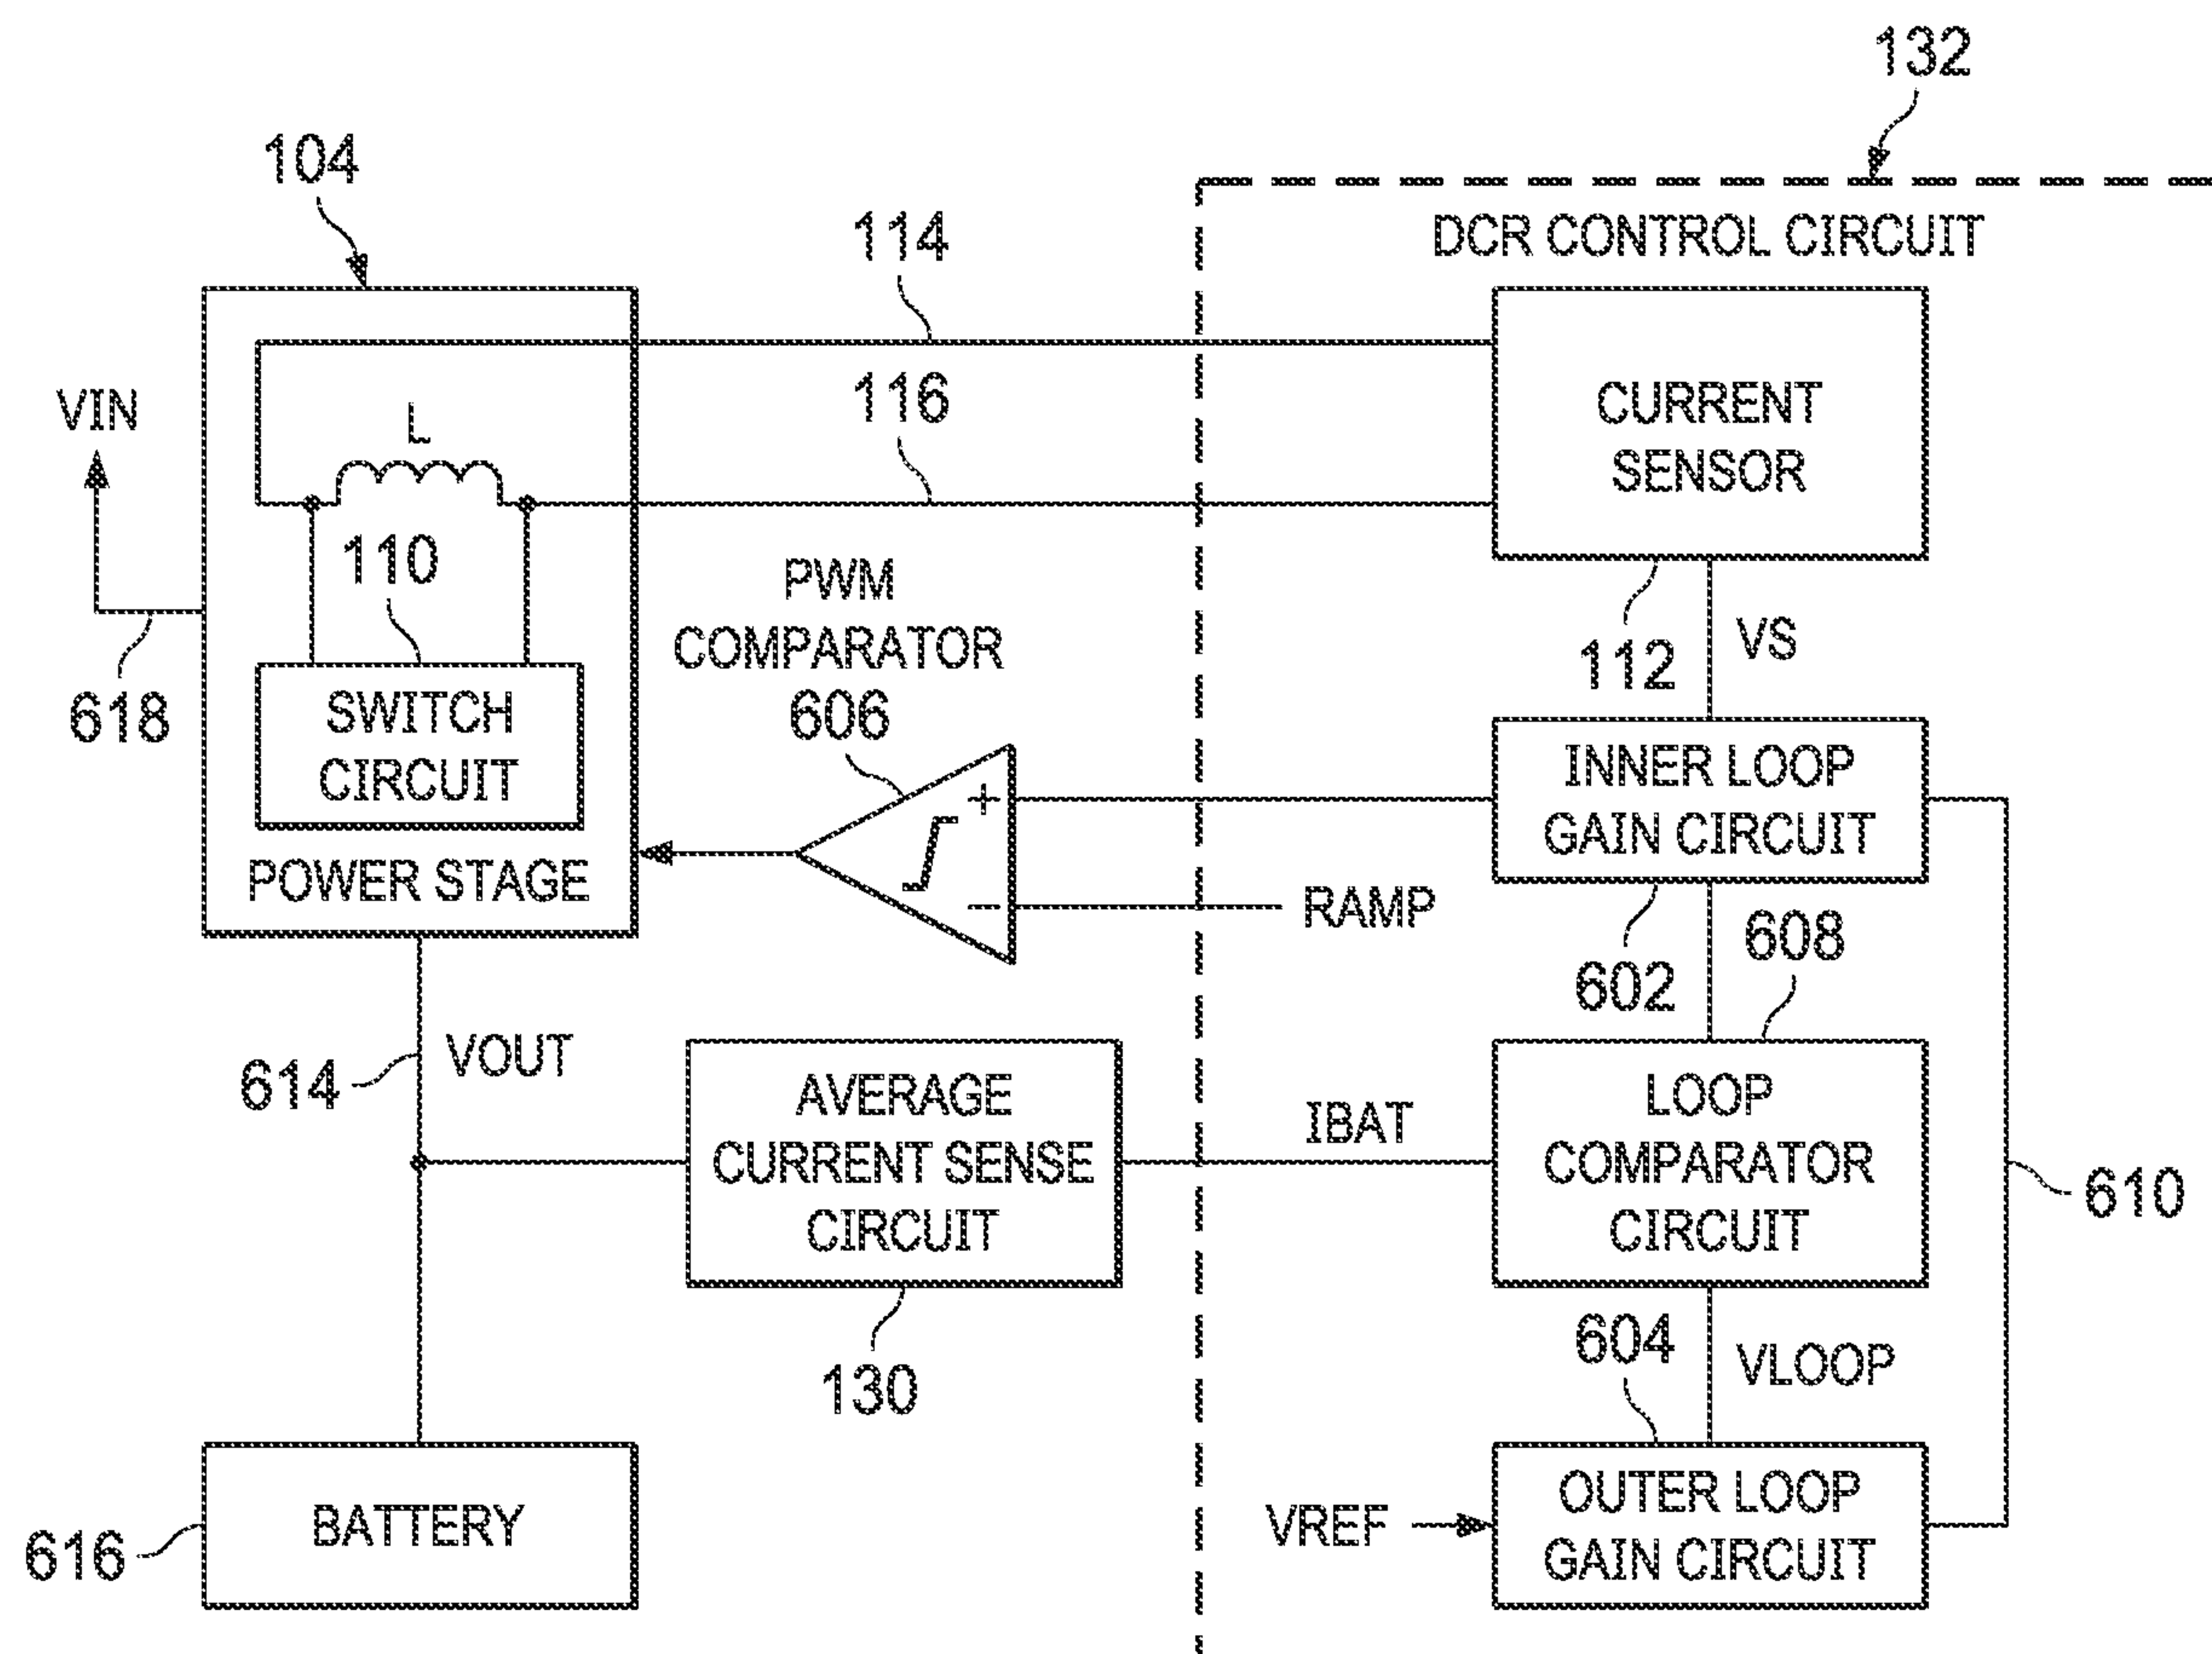 132
104
DCR CONTROL CIRCUIT
114
116
VIN
L
CURRENT
SENSOR
110
PWM
COMPARATOR
606
112
VS
618
SWITCH
CIRCUIT
POWER STAGE
+
−
INNER LOOP
GAIN CIRCUIT
RAMP
602
608
614
VOUT
AVERAGE
CURRENT SENSE
CIRCUIT
130
IBAT
LOOP
COMPARATOR
CIRCUIT
610
604
VLOOP
BATTERY
616
VREF
OUTER LOOP
GAIN CIRCUIT